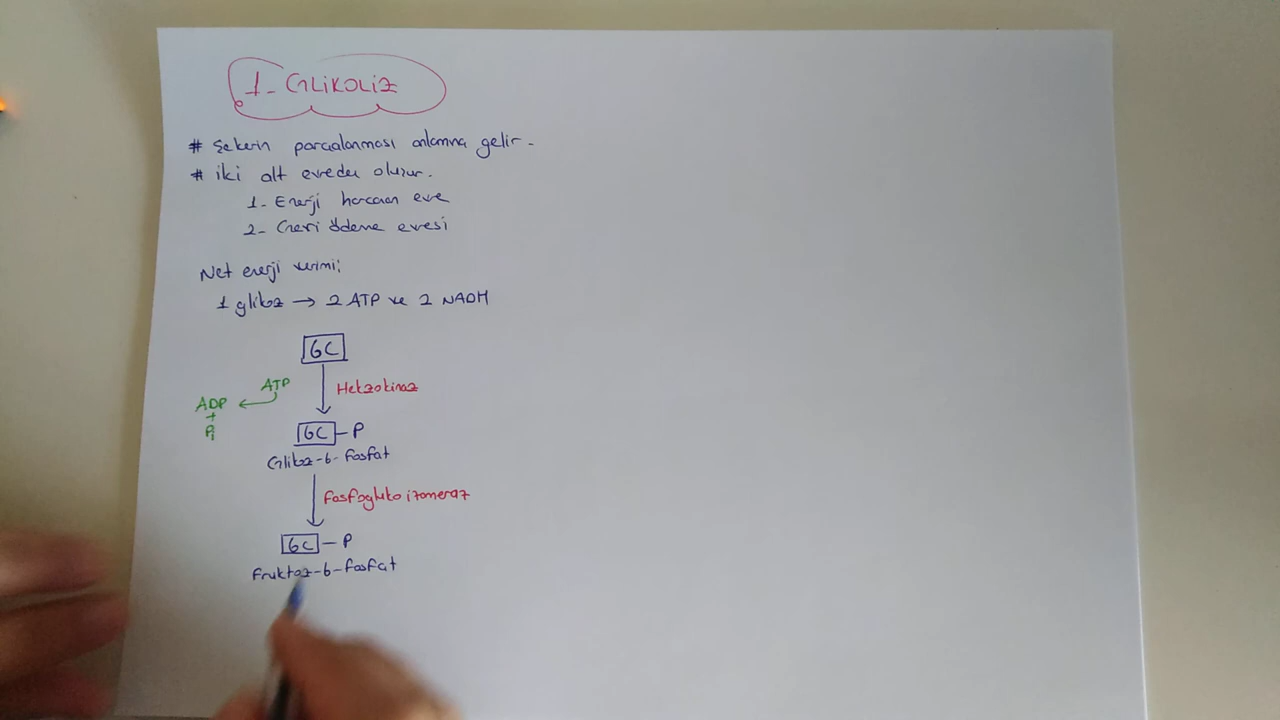 1- GLİKOLİZ
# Şekerin parçalanması anlamına gelir.
# iki alt evreden oluşur.
1- Enerji harcanan evre
2- Geri ödeme evresi
Net enerji verimi;
1 glikoz → 2 ATP ve 2 NADH
6C
ATP
Hekzokinaz
ADP
+
Pi
6C-P
Glikoz-6-fosfat
fosfogluko izomeraz
6C-P
Fruktoz-6-fosfat